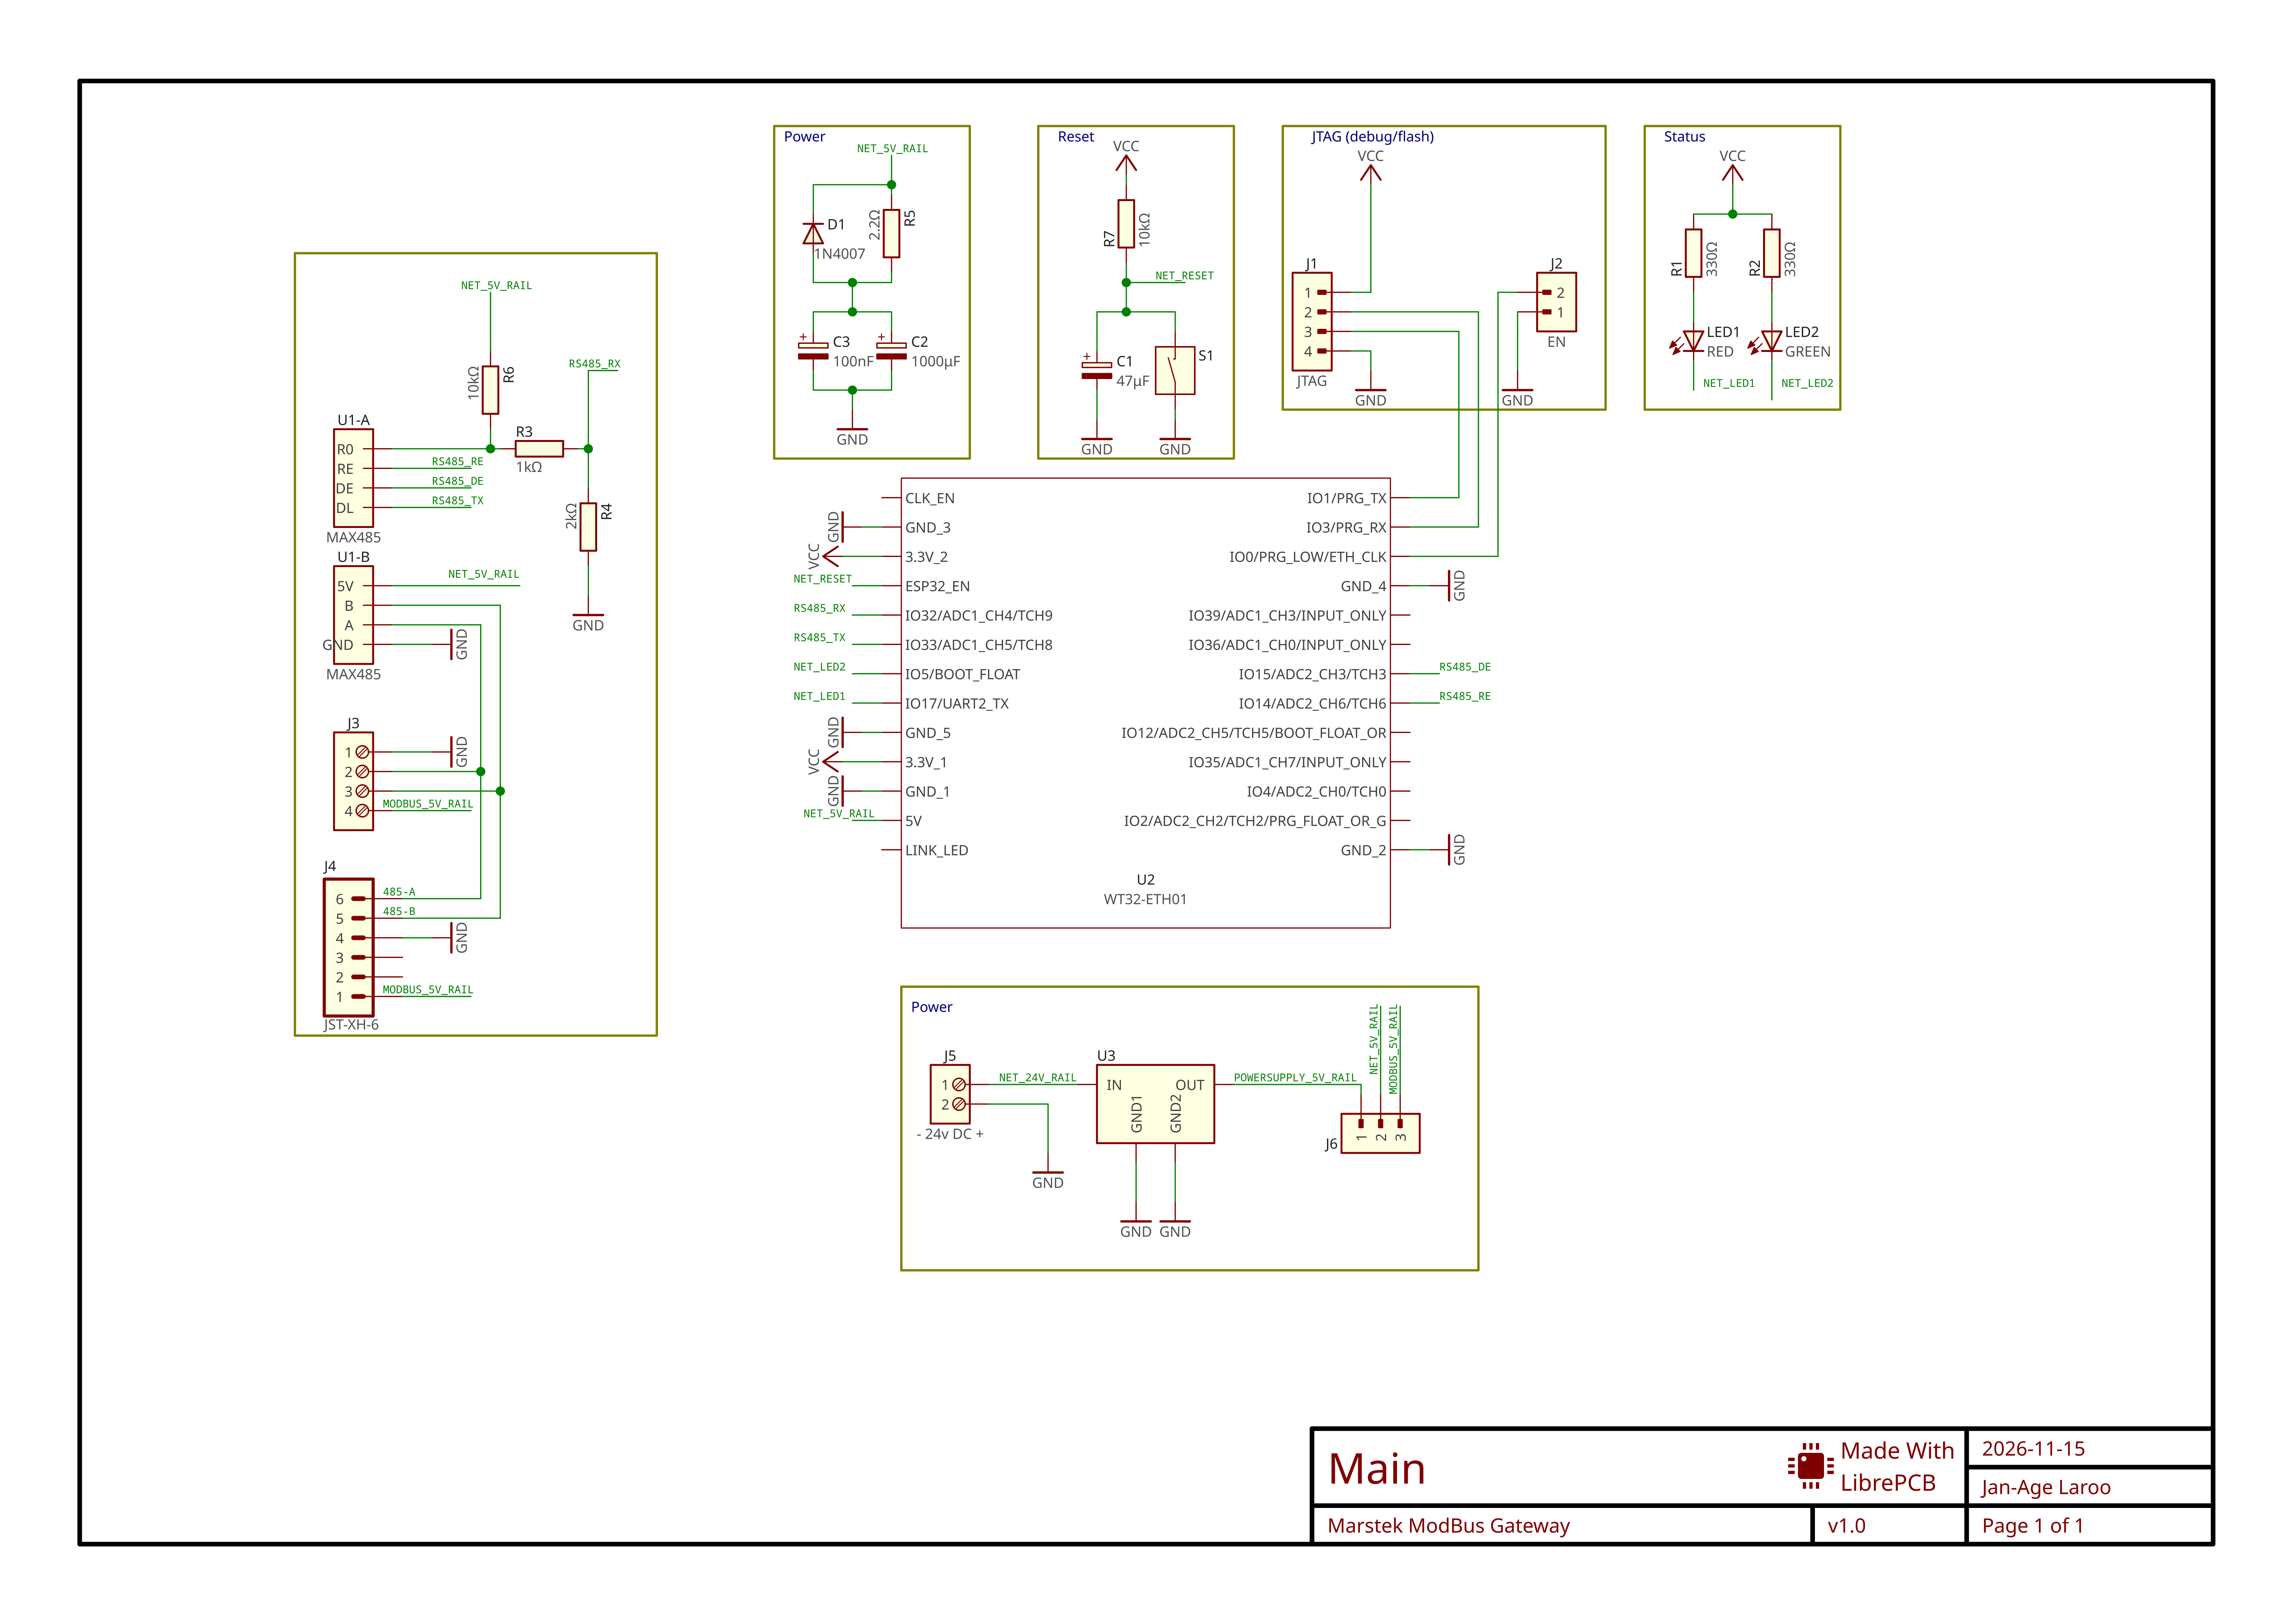 Power
NET_5V_RAIL
D1
1N4007
2.2Ω
R5
C3
100nF
C2
1000µF
GND
Reset
VCC
R7
10kΩ
NET_RESET
C1
47µF
S1
GND
GND
JTAG (debug/flash)
VCC
J1
1
2
3
4
JTAG
GND
J2
2
1
EN
GND
Status
VCC
R1
330Ω
R2
330Ω
LED1
RED
LED2
GREEN
NET_LED1
NET_LED2
NET_5V_RAIL
10kΩ
R6
RS485_RX
U1-A
R0
RE
DE
DL
MAX485
RS485_RE
RS485_DE
RS485_TX
R3
1kΩ
2kΩ
R4
GND
U1-B
5V
B
A
GND
MAX485
NET_5V_RAIL
GND
J3
1
2
3
4
GND
MODBUS_5V_RAIL
J4
6
5
4
3
2
1
JST-XH-6
485-A
485-B
GND
MODBUS_5V_RAIL
CLK_EN
GND_3
3.3V_2
ESP32_EN
IO32/ADC1_CH4/TCH9
IO33/ADC1_CH5/TCH8
IO5/BOOT_FLOAT
IO17/UART2_TX
GND_5
3.3V_1
GND_1
5V
LINK_LED
GND
VCC
NET_RESET
RS485_RX
RS485_TX
NET_LED2
NET_LED1
GND
VCC
GND
NET_5V_RAIL
IO1/PRG_TX
IO3/PRG_RX
IO0/PRG_LOW/ETH_CLK
GND_4
IO39/ADC1_CH3/INPUT_ONLY
IO36/ADC1_CH0/INPUT_ONLY
IO15/ADC2_CH3/TCH3
IO14/ADC2_CH6/TCH6
IO12/ADC2_CH5/TCH5/BOOT_FLOAT_OR
IO35/ADC1_CH7/INPUT_ONLY
IO4/ADC2_CH0/TCH0
IO2/ADC2_CH2/TCH2/PRG_FLOAT_OR_G
GND_2
GND
RS485_DE
RS485_RE
GND
U2
WT32-ETH01
Power
J5
1
2
- 24v DC +
NET_24V_RAIL
GND
U3
IN
OUT
GND1
GND2
GND
GND
POWERSUPPLY_5V_RAIL
NET_5V_RAIL
MODBUS_5V_RAIL
J6
1
2
3
Main
Made With
LibrePCB
2026-11-15
Jan-Age Laroo
Marstek ModBus Gateway
v1.0
Page 1 of 1